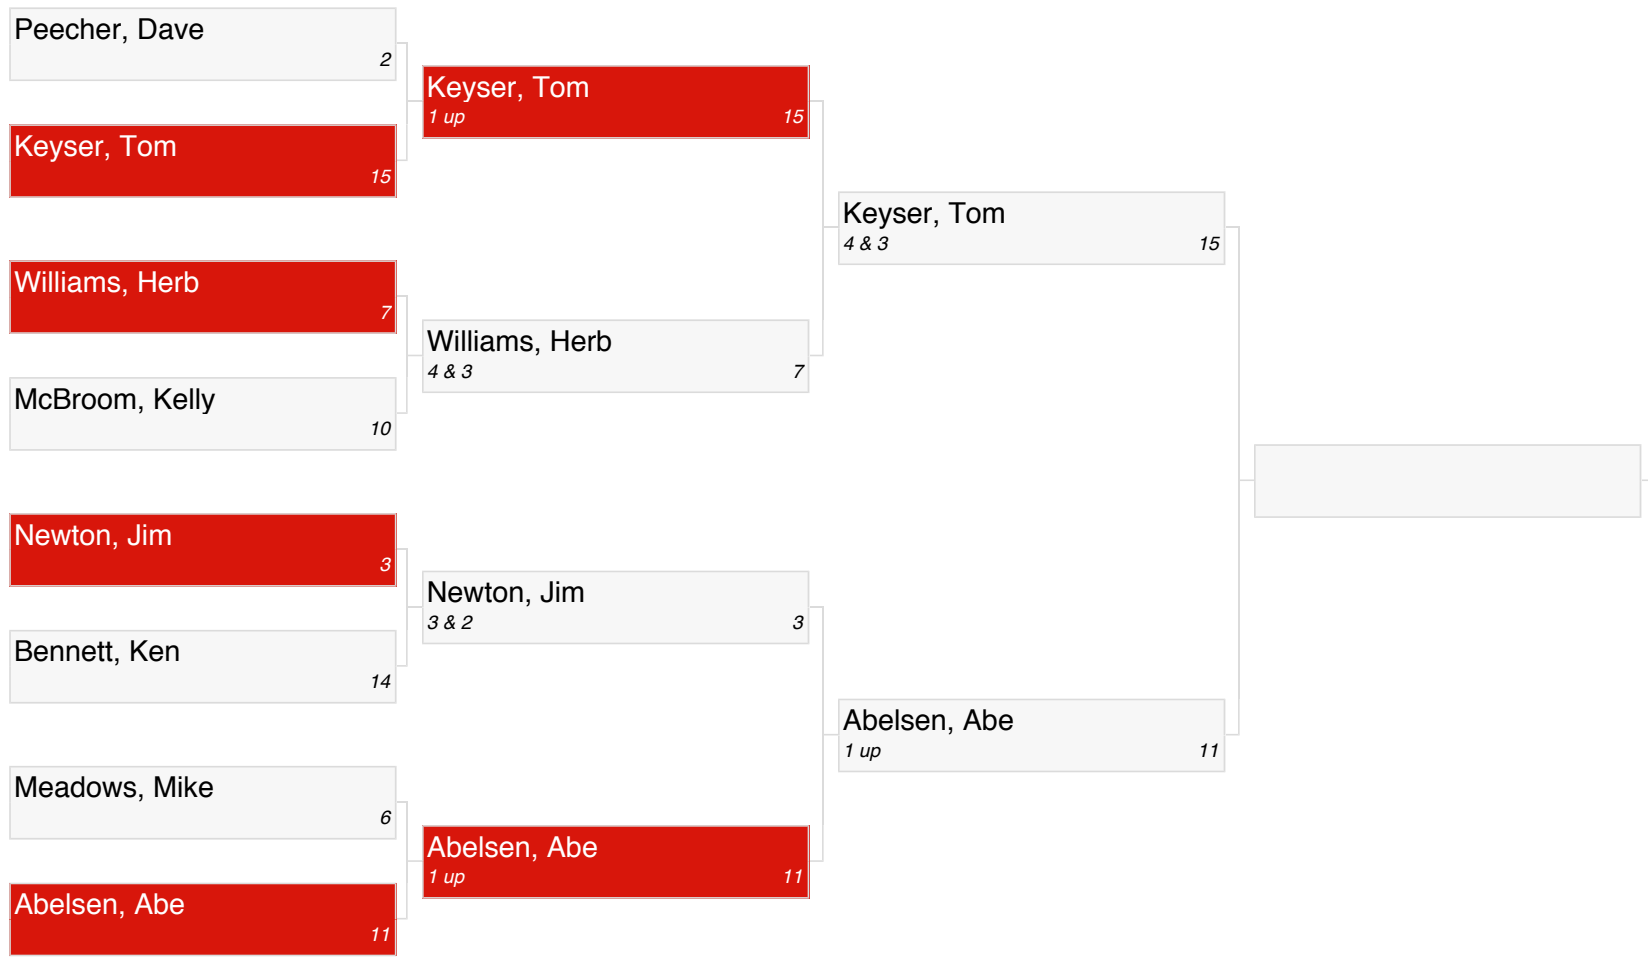 Peecher, Dave
2
Keyser, Tom
15
Williams, Herb
7
McBroom, Kelly
10
Newton, Jim
3
Bennett, Ken
14
Meadows, Mike
6
Abelsen, Abe
11
Keyser, Tom
1 up 15
Williams, Herb
4 & 3 7
Newton, Jim
3 & 2 3
Abelsen, Abe
1 up 11
Keyser, Tom
4 & 3 15
Abelsen, Abe
1 up 11